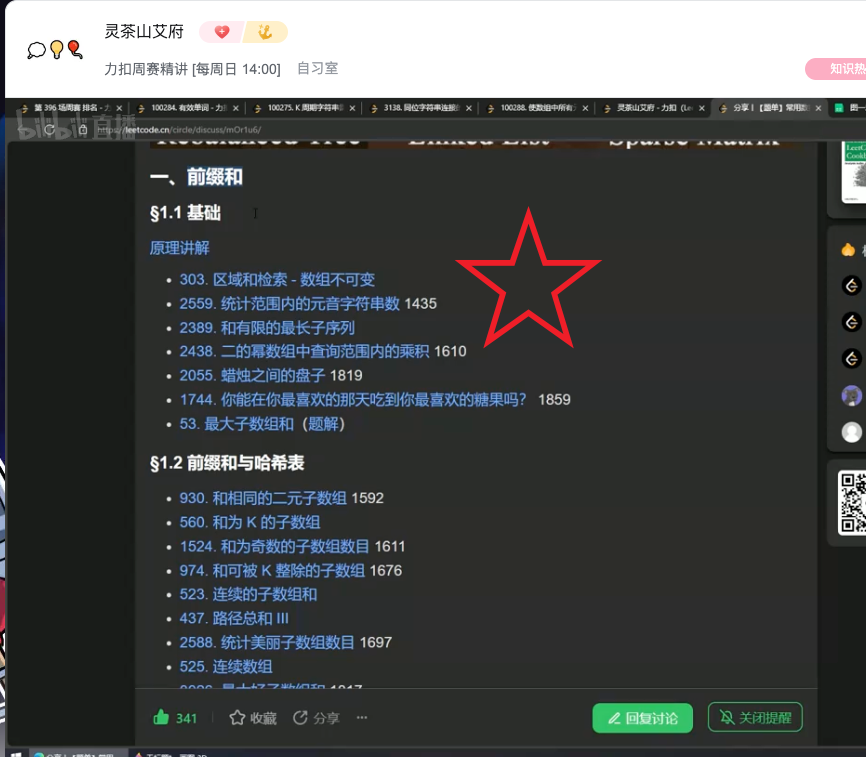 灵茶山艾府
力扣周赛精讲 [每周日 14:00] 自习室
知识热
第 396 场周赛 排名 - 力
100284. 有效单词 - 力
100275. K 周期字符串
3138. 同位字符串连接
100288. 使数组中所有
灵茶山艾府 - 力扣 (Le
分享丨【题单】常用
bilibili 直播
https://leetcode.cn/circle/discuss/mOr1u6/
Linked List
Sparse Matrix
一、前缀和
§1.1 基础
原理讲解
303. 区域和检索 - 数组不可变
2559. 统计范围内的元音字符串数 1435
2389. 和有限的最长子序列
2438. 二的幂数组中查询范围内的乘积 1610
2055. 蜡烛之间的盘子 1819
1744. 你能在你最喜欢的那天吃到你最喜欢的糖果吗？ 1859
53. 最大子数组和（题解）
§1.2 前缀和与哈希表
930. 和相同的二元子数组 1592
560. 和为 K 的子数组
1524. 和为奇数的子数组数目 1611
974. 和可被 K 整除的子数组 1676
523. 连续的子数组和
437. 路径总和 III
2588. 统计美丽子数组数目 1697
525. 连续数组
341
收藏
分享
回复讨论
关闭提醒